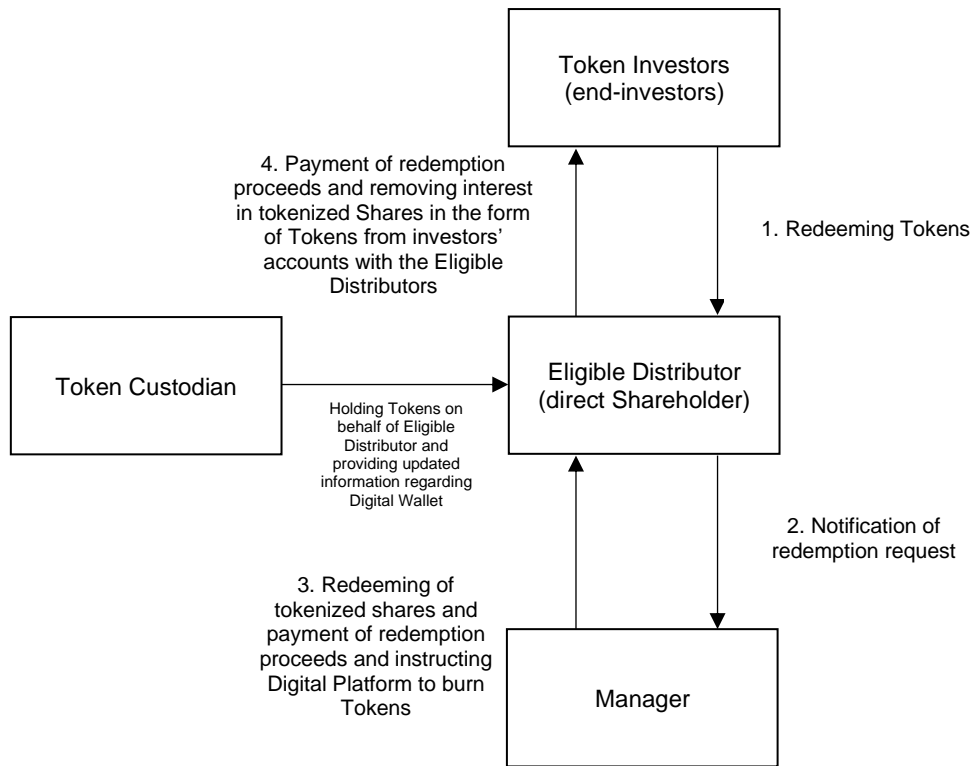 Token Investors
(end-investors)
4. Payment of redemption
proceeds and removing interest
in tokenized Shares in the form
of Tokens from investors’
accounts with the Eligible
Distributors
1. Redeeming Tokens
Token Custodian
Eligible Distributor
(direct Shareholder)
Holding Tokens on
behalf of Eligible
Distributor and
providing updated
information regarding
Digital Wallet
2. Notification of
redemption request
3. Redeeming of
tokenized shares and
payment of redemption
proceeds and instructing
Digital Platform to burn
Tokens
Manager